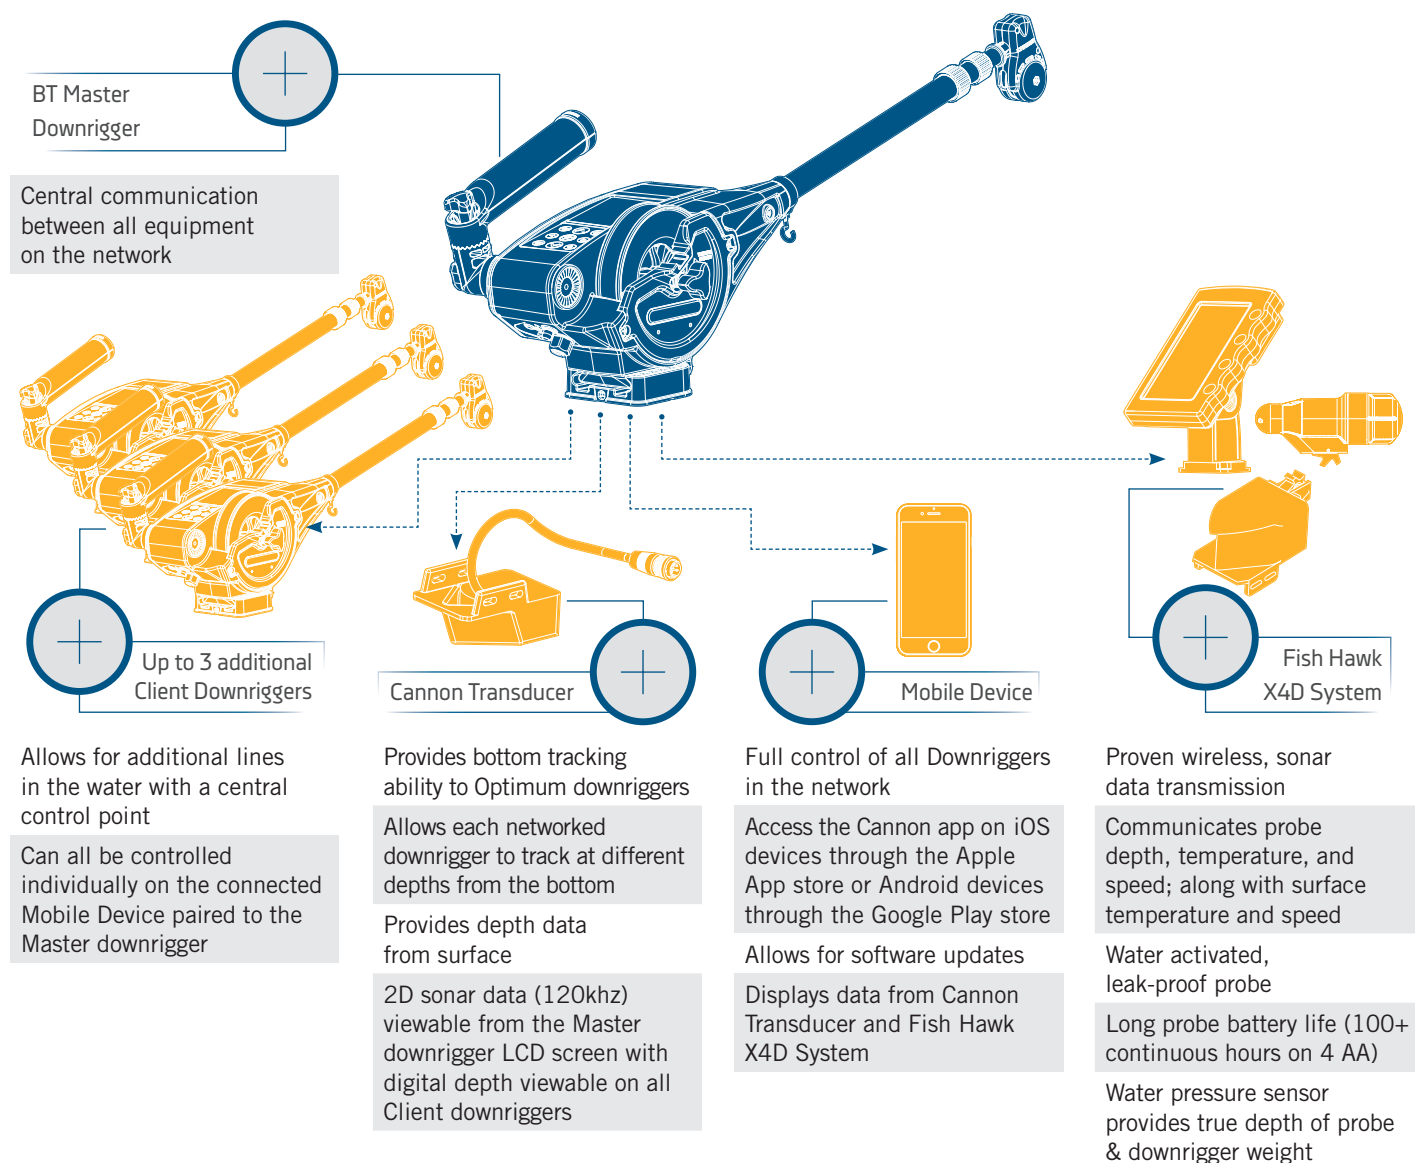 BT Master
Downrigger
Central communication
between all equipment
on the network
Up to 3 additional
Client Downriggers
Allows for additional lines
in the water with a central
control point
Can all be controlled
individually on the connected
Mobile Device paired to the
Master downrigger
Cannon Transducer
Provides bottom tracking
ability to Optimum downriggers
Allows each networked
downrigger to track at different
depths from the bottom
Provides depth data
from surface
2D sonar data (120khz)
viewable from the Master
downrigger LCD screen with
digital depth viewable on all
Client downriggers
Mobile Device
Full control of all Downriggers
in the network
Access the Cannon app on iOS
devices through the Apple
App store or Android devices
through the Google Play store
Allows for software updates
Displays data from Cannon
Transducer and Fish Hawk
X4D System
Fish Hawk
X4D System
Proven wireless, sonar
data transmission
Communicates probe
depth, temperature, and
speed; along with surface
temperature and speed
Water activated,
leak-proof probe
Long probe battery life (100+
continuous hours on 4 AA)
Water pressure sensor
provides true depth of probe
& downrigger weight